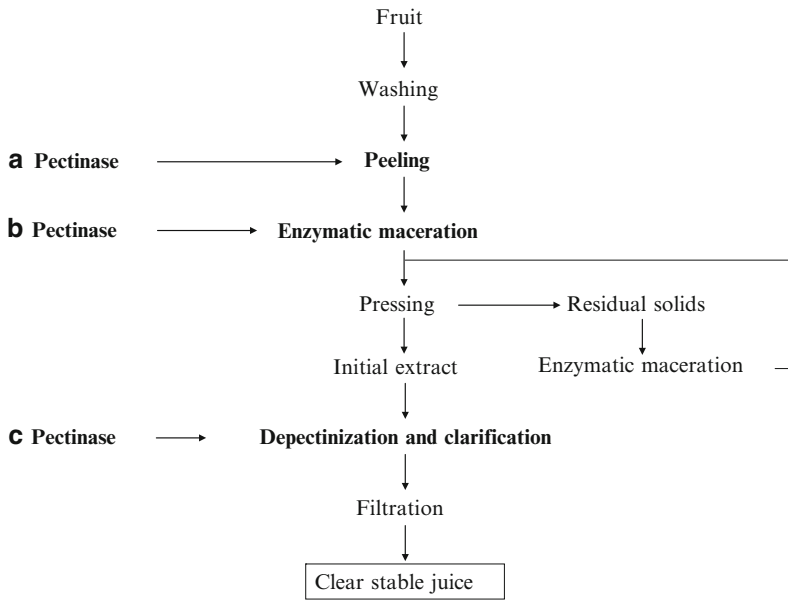 Fruit
Washing
a Pectinase
Peeling
b Pectinase
Enzymatic maceration
Pressing
Residual solids
Initial extract
Enzymatic maceration
c Pectinase
Depectinization and clarification
Filtration
Clear stable juice